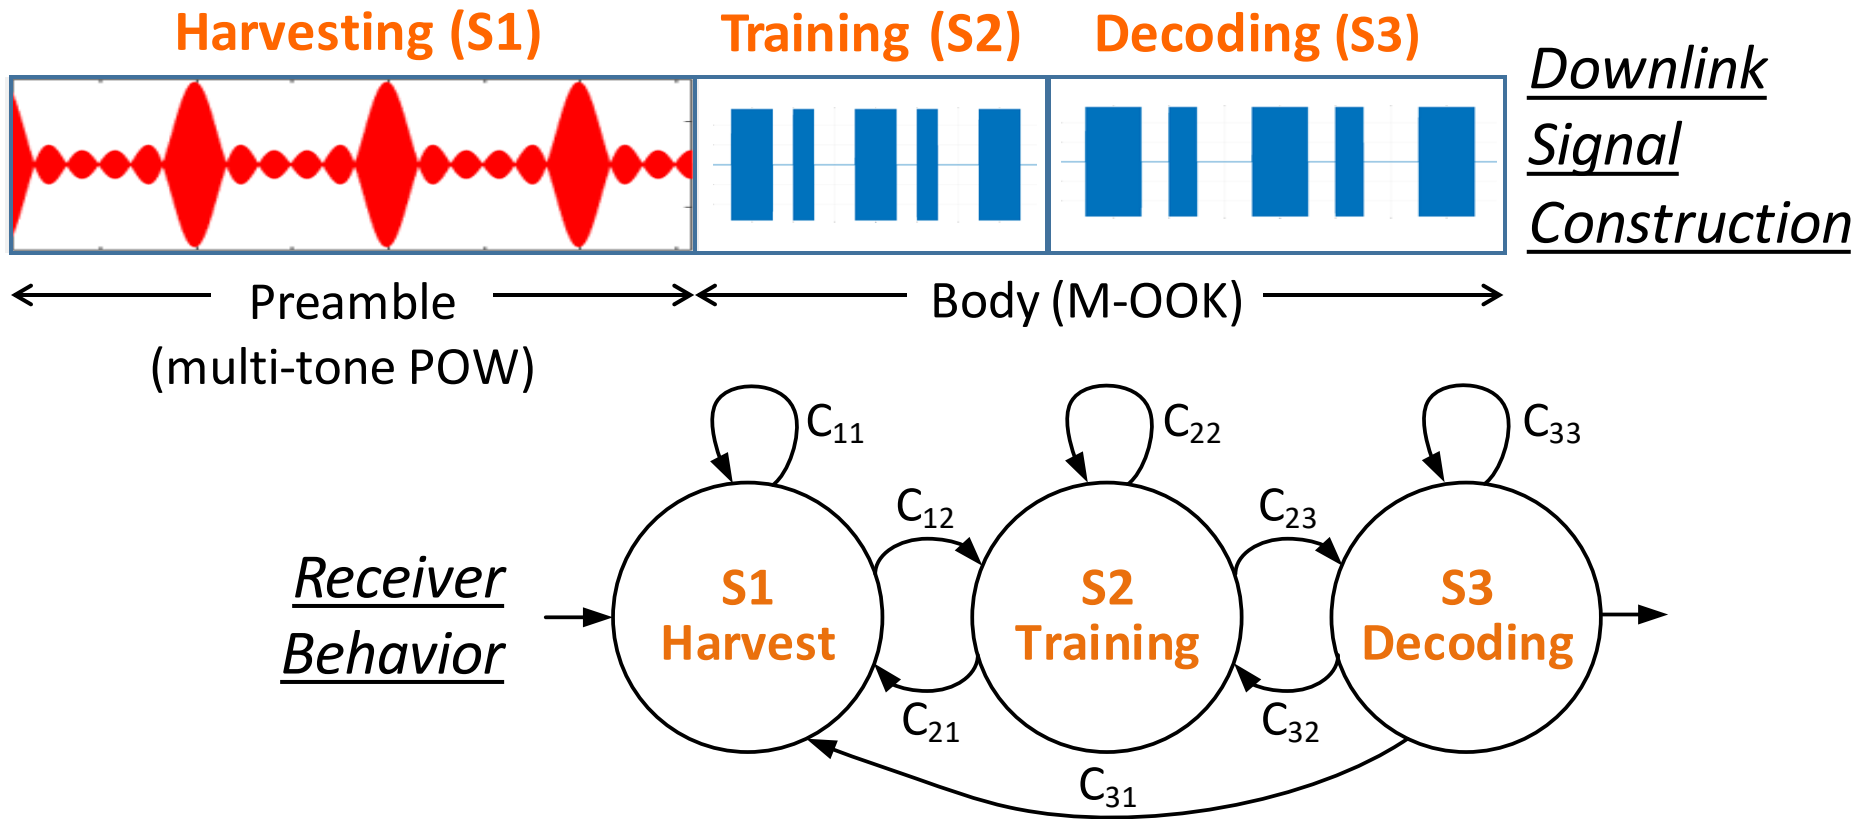 Harvesting (S1)
Training (S2)
Decoding (S3)
Downlink
Signal
Construction
Preamble
(multi-tone POW)
Body (M-OOK)
C11
C22
C33
C12
C23
Receiver
Behavior
S1
Harvest
S2
Training
S3
Decoding
C21
C32
C31